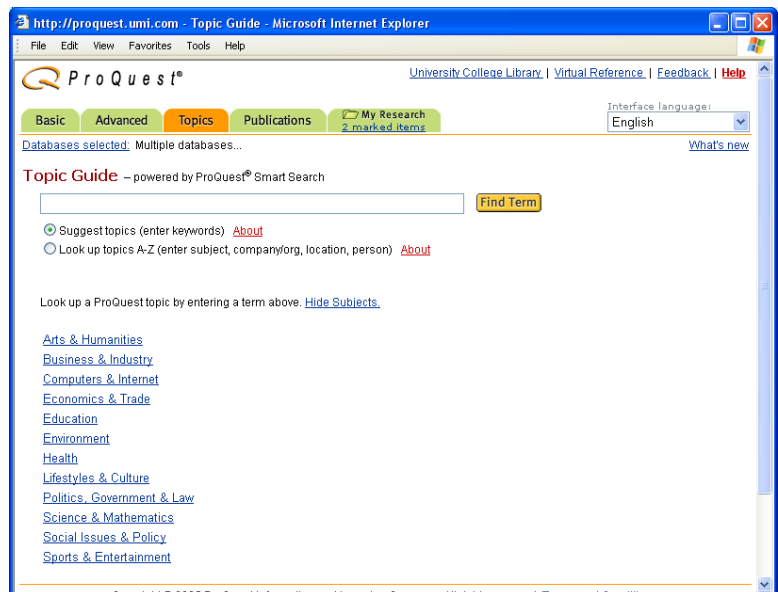 http://proquest.umi.com - Topic Guide - Microsoft Internet Explorer
File Edit View Favorites Tools Help
ProQuest® University College Library | Virtual Reference | Feedback | Help
Interface language:
Basic Advanced Topics Publications My Research
2 marked items
English
Databases selected: Multiple databases... What's new
Topic Guide – powered by ProQuest® Smart Search
Find Term
Suggest topics (enter keywords) About
Look up topics A-Z (enter subject, company/org, location, person) About
Look up a ProQuest topic by entering a term above. Hide Subjects.
Arts & Humanities
Business & Industry
Computers & Internet
Economics & Trade
Education
Environment
Health
Lifestyles & Culture
Politics, Government & Law
Science & Mathematics
Social Issues & Policy
Sports & Entertainment